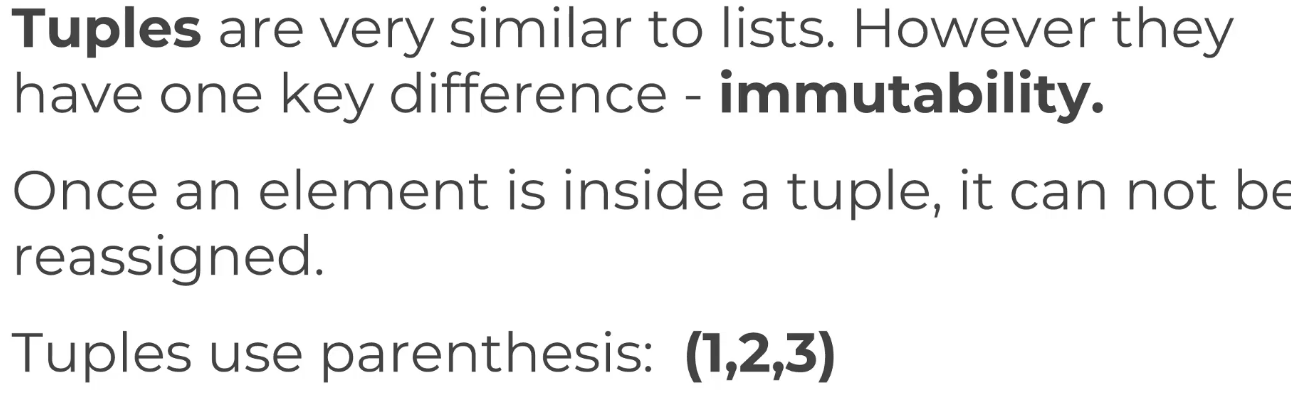 Tuples are very similar to lists. However they
have one key difference - immutability.
Once an element is inside a tuple, it can not be
reassigned.
Tuples use parenthesis: (1,2,3)